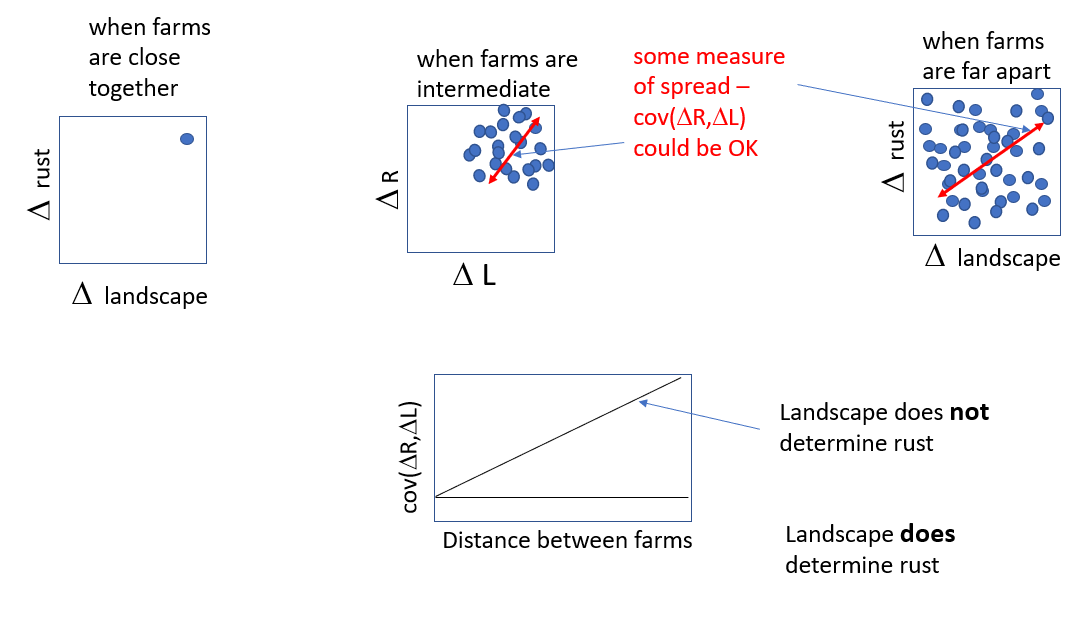 when farms
are close
together
Δ rust
Δ landscape
when farms are
intermediate
Δ R
Δ L
some measure
of spread –
cov(ΔR,ΔL)
could be OK
when farms
are far apart
Δ rust
Δ landscape
cov(ΔR,ΔL)
Distance between farms
Landscape does not
determine rust
Landscape does
determine rust